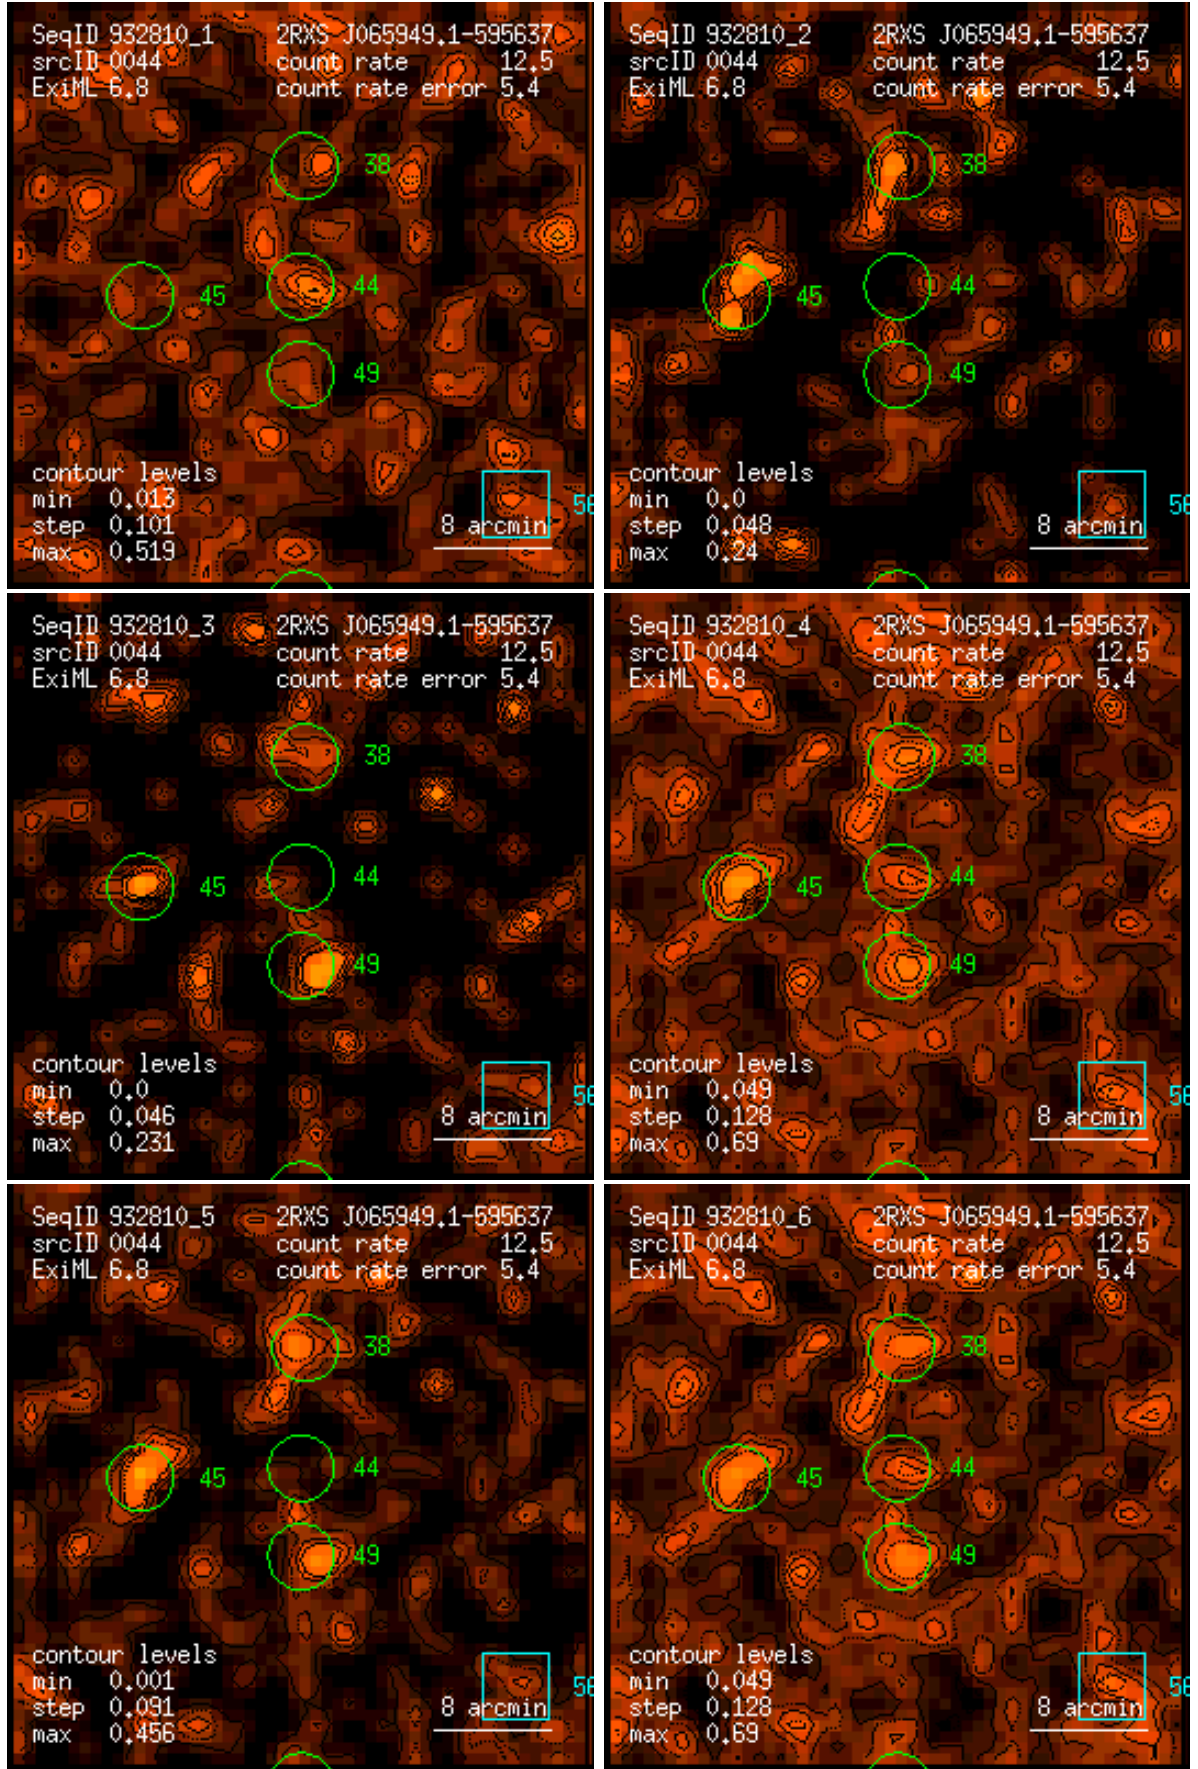 SeqID 932810_1 2RXS J065949.1-595637
srcID 0044 count rate 12.5
ExiML 6.8 count rate error 5.4
38
45 44
49
contour levels
min 0.013
step 0.101 8 arcmin 56
max 0.519
SeqID 932810_2 2RXS J065949.1-595637
srcID 0044 count rate 12.5
ExiML 6.8 count rate error 5.4
38
45 44
49
contour levels
min 0.0
step 0.048 8 arcmin 56
max 0.24
SeqID 932810_3 2RXS J065949.1-595637
srcID 0044 count rate 12.5
ExiML 6.8 count rate error 5.4
38
45 44
49
contour levels
min 0.0
step 0.046 8 arcmin 56
max 0.231
SeqID 932810_4 2RXS J065949.1-595637
srcID 0044 count rate 12.5
ExiML 6.8 count rate error 5.4
38
45 44
49
contour levels
min 0.049
step 0.128 8 arcmin 56
max 0.69
SeqID 932810_5 2RXS J065949.1-595637
srcID 0044 count rate 12.5
ExiML 6.8 count rate error 5.4
38
45 44
49
contour levels
min 0.001
step 0.091 8 arcmin 56
max 0.456
SeqID 932810_6 2RXS J065949.1-595637
srcID 0044 count rate 12.5
ExiML 6.8 count rate error 5.4
38
45 44
49
contour levels
min 0.049
step 0.128 8 arcmin 56
max 0.69